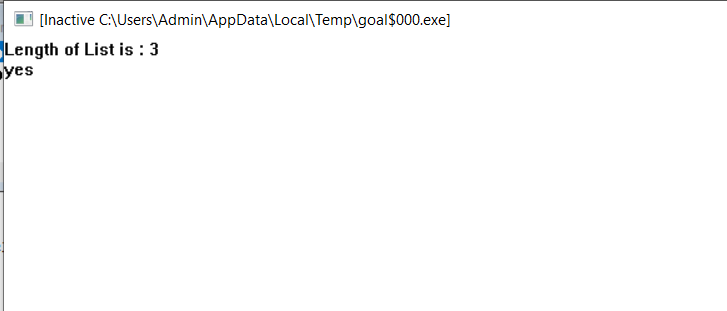 [Inactive C:\Users\Admin\AppData\Local\Temp\goal$000.exe]
Length of List is : 3
yes